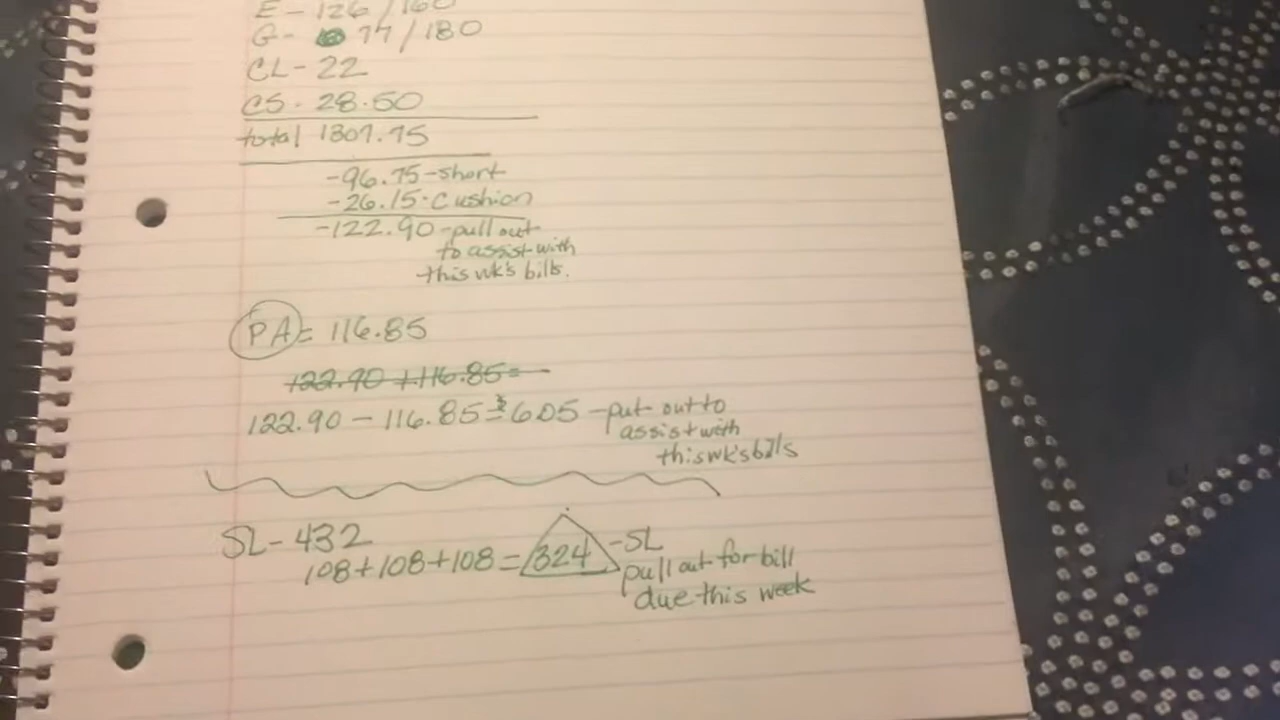 E - 126/160
G - 77/180
CL - 22
CS - 28.50
total 1307.75
-96.75 - short
-26.15 - Cushion
-122.90 - pull out
to assist with
this wk's bills.
PA = 116.85
122.90 + 116.85 =
122.90 - 116.85 = $6.05 - put out to
assist with
this wk's bills
SL - 432
108 + 108 + 108 = 324 - SL
pull out for bill
due this week